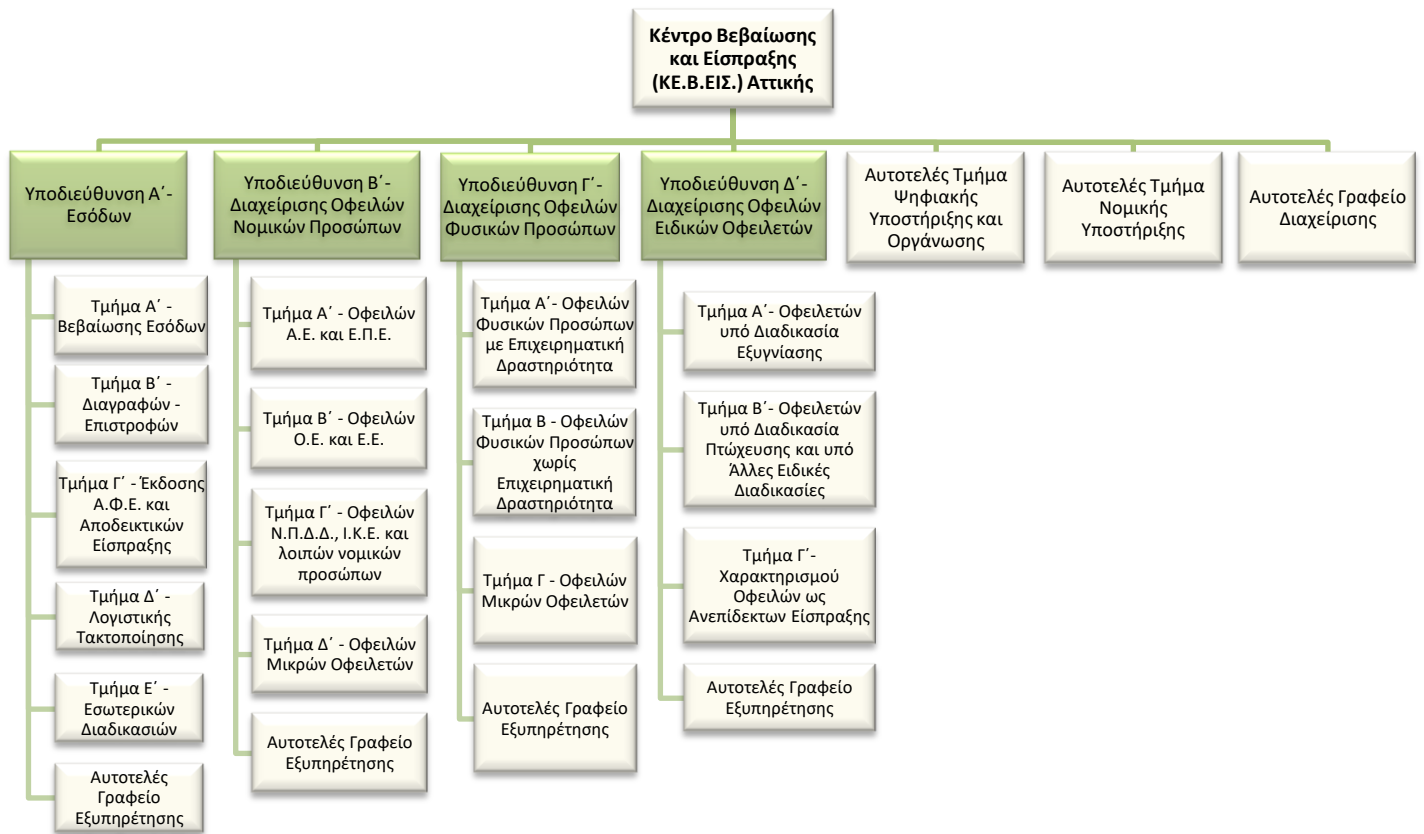 Κέντρο Βεβαίωσης
και Είσπραξης
(ΚΕ.Β.ΕΙΣ.) Αττικής
Υποδιεύθυνση Α΄-
Εσόδων
Τμήμα Α΄ -
Βεβαίωσης Εσόδων
Τμήμα Β΄ -
Διαγραφών -
Επιστροφών
Τμήμα Γ΄ - Έκδοσης
Α.Φ.Ε. και
Αποδεικτικών
Είσπραξης
Τμήμα Δ΄ -
Λογιστικής
Τακτοποίησης
Τμήμα Ε΄ -
Εσωτερικών
Διαδικασιών
Αυτοτελές
Γραφείο
Εξυπηρέτησης
Υποδιεύθυνση Β΄-
Διαχείρισης Οφειλών
Νομικών Προσώπων
Τμήμα Α΄ - Οφειλών
Α.Ε. και Ε.Π.Ε.
Τμήμα Β΄ - Οφειλών
Ο.Ε. και Ε.Ε.
Τμήμα Γ΄ - Οφειλών
Ν.Π.Δ.Δ., Ι.Κ.Ε. και
λοιπών νομικών
προσώπων
Τμήμα Δ΄ - Οφειλών
Μικρών Οφειλετών
Αυτοτελές Γραφείο
Εξυπηρέτησης
Υποδιεύθυνση Γ΄-
Διαχείρισης Οφειλών
Φυσικών Προσώπων
Τμήμα Α΄- Οφειλών
Φυσικών Προσώπων
με Επιχειρηματική
Δραστηριότητα
Τμήμα Β - Οφειλών
Φυσικών Προσώπων
χωρίς
Επιχειρηματική
Δραστηριότητα
Τμήμα Γ - Οφειλών
Μικρών Οφειλετών
Αυτοτελές Γραφείο
Εξυπηρέτησης
Υποδιεύθυνση Δ΄-
Διαχείρισης Οφειλών
Ειδικών Οφειλετών
Τμήμα Α΄- Οφειλετών
υπό Διαδικασία
Εξυγνίασης
Τμήμα Β΄- Οφειλετών
υπό Διαδικασία
Πτώχευσης και υπό
Άλλες Ειδικές
Διαδικασίες
Τμήμα Γ΄-
Χαρακτηρισμού
Οφειλών ως
Ανεπίδεκτων Είσπραξης
Αυτοτελές Γραφείο
Εξυπηρέτησης
Αυτοτελές Τμήμα
Ψηφιακής
Υποστήριξης και
Οργάνωσης
Αυτοτελές Τμήμα
Νομικής
Υποστήριξης
Αυτοτελές Γραφείο
Διαχείρισης